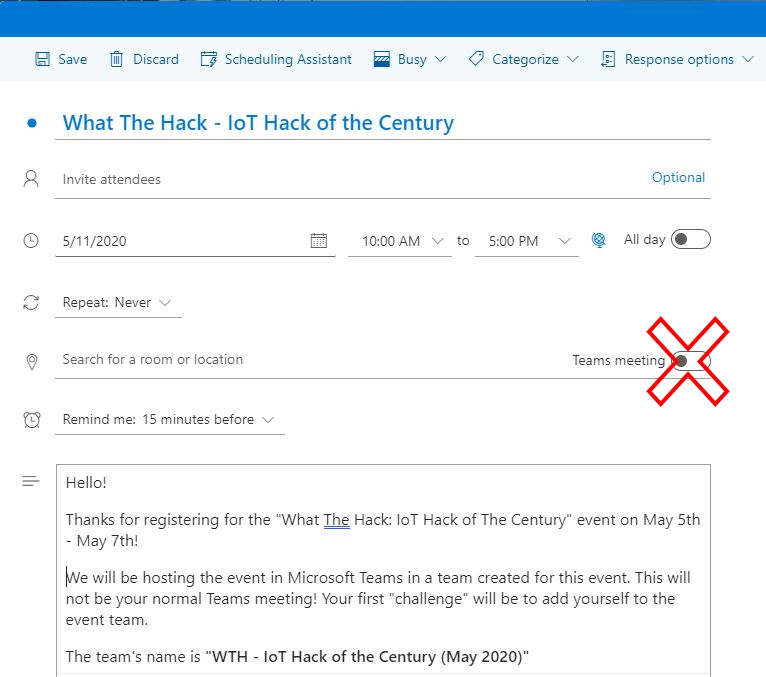 Save Discard Scheduling Assistant Busy Categorize Response options
What The Hack - IoT Hack of the Century
Invite attendees Optional
5/11/2020 10:00 AM to 5:00 PM All day
Repeat: Never
Search for a room or location Teams meeting
Remind me: 15 minutes before
Hello!
Thanks for registering for the "What The Hack: IoT Hack of The Century" event on May 5th
- May 7th!
We will be hosting the event in Microsoft Teams in a team created for this event. This will
not be your normal Teams meeting! Your first "challenge" will be to add yourself to the
event team.
The team's name is "WTH - IoT Hack of the Century (May 2020)"